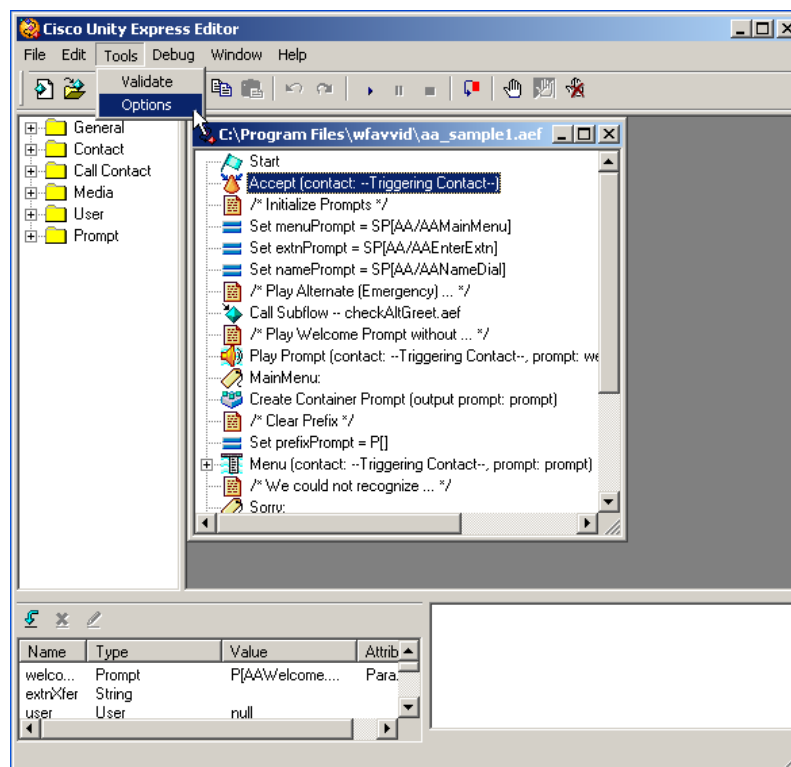 Cisco Unity Express Editor
File Edit Tools Debug Window Help
Validate
Options
General
Contact
Call Contact
Media
User
Prompt
C:\Program Files\wfavvid\aa_sample1.aef
Start
Accept (contact: --Triggering Contact--)
/* Initialize Prompts */
Set menuPrompt = SP[AA/AAMainMenu]
Set extnPrompt = SP[AA/AAEnterExtn]
Set namePrompt = SP[AA/AANameDial]
/* Play Alternate (Emergency) ... */
Call Subflow -- checkAltGreet.aef
/* Play Welcome Prompt without ... */
Play Prompt (contact: --Triggering Contact--, prompt: we
MainMenu:
Create Container Prompt (output prompt: prompt)
/* Clear Prefix */
Set prefixPrompt = P[]
Menu (contact: --Triggering Contact--, prompt: prompt)
/* We could not recognize ... */
Sorry:
Name Type Value Attrib
welco... Prompt P[AAWelcome.... Para.
extnXfer String
user User null